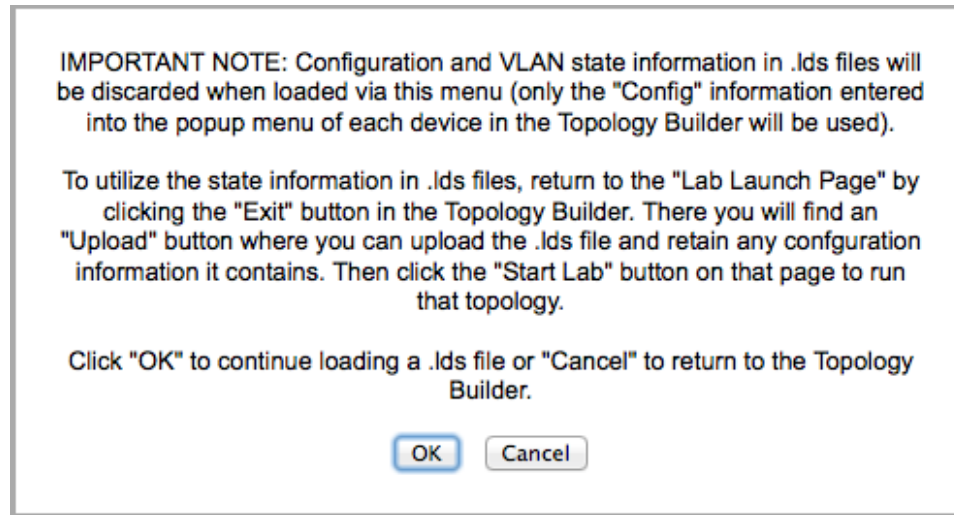 IMPORTANT NOTE: Configuration and VLAN state information in .lds files will
be discarded when loaded via this menu (only the "Config" information entered
into the popup menu of each device in the Topology Builder will be used).
To utilize the state information in .lds files, return to the "Lab Launch Page" by
clicking the "Exit" button in the Topology Builder. There you will find an
"Upload" button where you can upload the .lds file and retain any confguration
information it contains. Then click the "Start Lab" button on that page to run
that topology.
Click "OK" to continue loading a .lds file or "Cancel" to return to the Topology
Builder.
OK Cancel